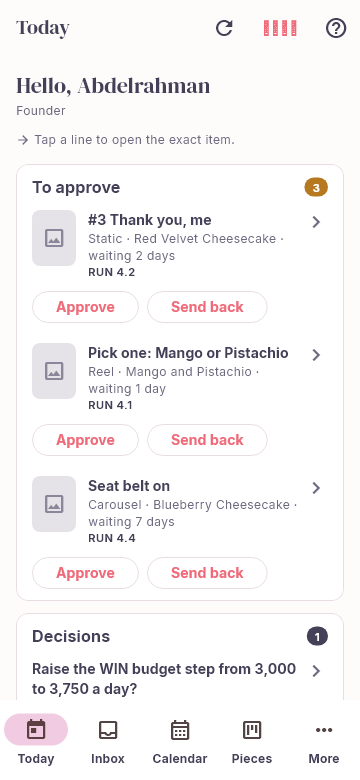 Today
Hello, Abdelrahman
Founder
→ Tap a line to open the exact item.
To approve
3
#3 Thank you, me
Static · Red Velvet Cheesecake ·
waiting 2 days
RUN 4.2
Approve
Send back
Pick one: Mango or Pistachio
Reel · Mango and Pistachio ·
waiting 1 day
RUN 4.1
Approve
Send back
Seat belt on
Carousel · Blueberry Cheesecake ·
waiting 7 days
RUN 4.4
Approve
Send back
Decisions
1
Raise the WIN budget step from 3,000
to 3,750 a day?
Today
Inbox
Calendar
Pieces
More